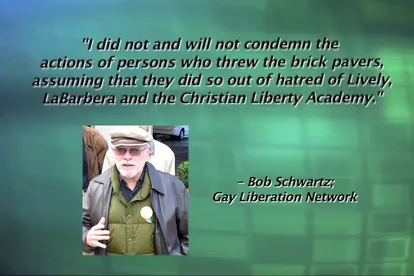 "I did not and will not condemn the
actions of persons who threw the brick pavers,
assuming that they did so out of hatred of Lively,
LaBarbera and the Christian Liberty Academy."
– Bob Schwartz;
Gay Liberation Network